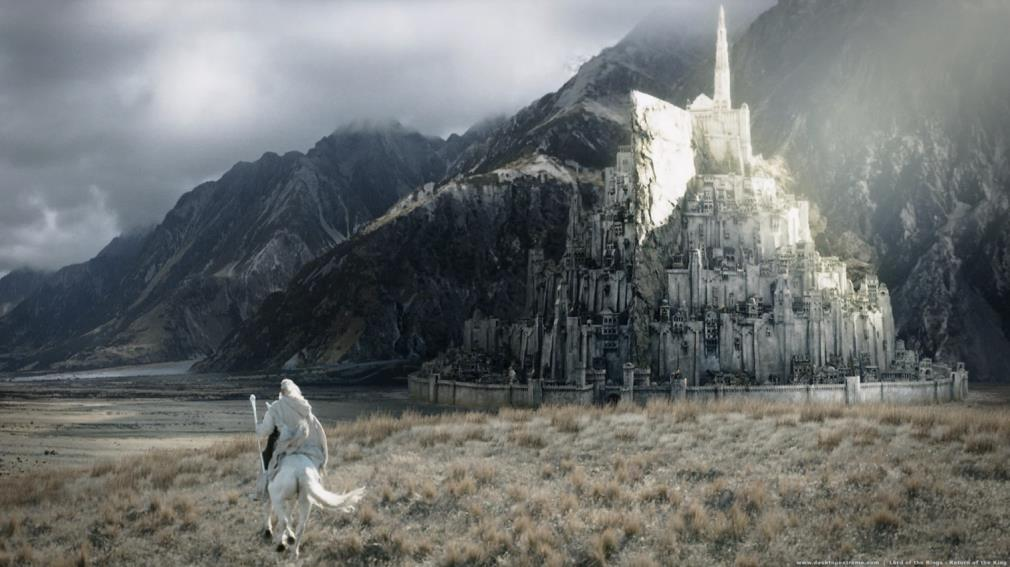 www.desktopextreme.com | Lord of the Rings - Return of the King